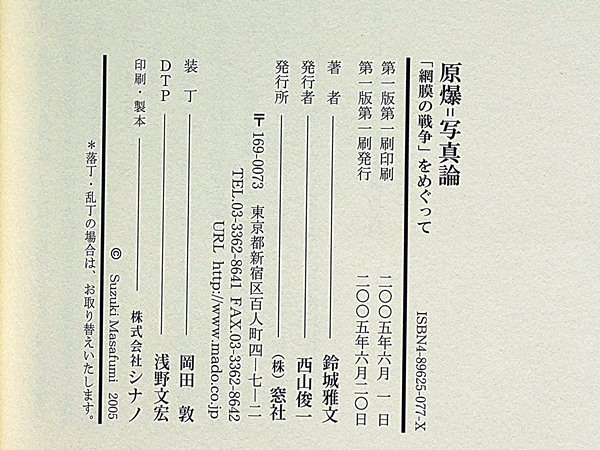 原爆=写真論
「網膜の戦争」をめぐって
ISBN4-89625-077-X
第一版第一刷印刷 二〇〇五年六月 一 日
第一版第一刷発行 二〇〇五年六月二〇日
著 者 鈴城雅文
発行者 西山俊一
発行所 (株) 窓社
〒169-0073 東京都新宿区百人町四―七―二
TEL.03-3362-8641 FAX.03-3362-8642
URL http://www.mado.co.jp
装 丁 岡田 敦
DTP 浅野文宏
印刷・製本 株式会社シナノ
© Suzuki Masafumi 2005
*落丁・乱丁の場合は、お取り替えいたします。